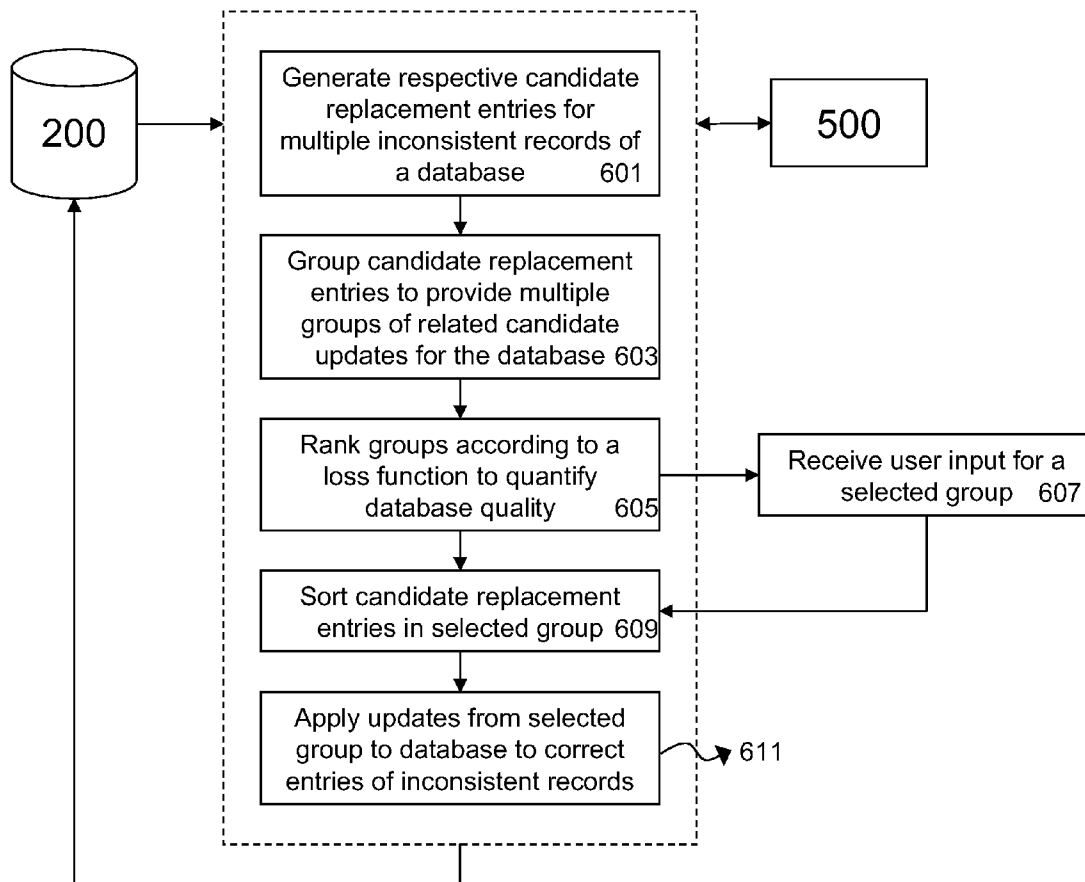 200
Generate respective candidate
replacement entries for
multiple inconsistent records of
a database 601
500
Group candidate replacement
entries to provide multiple
groups of related candidate
updates for the database 603
Rank groups according to a
loss function to quantify
database quality 605
Receive user input for a
selected group 607
Sort candidate replacement
entries in selected group 609
Apply updates from selected
group to database to correct
entries of inconsistent records
611